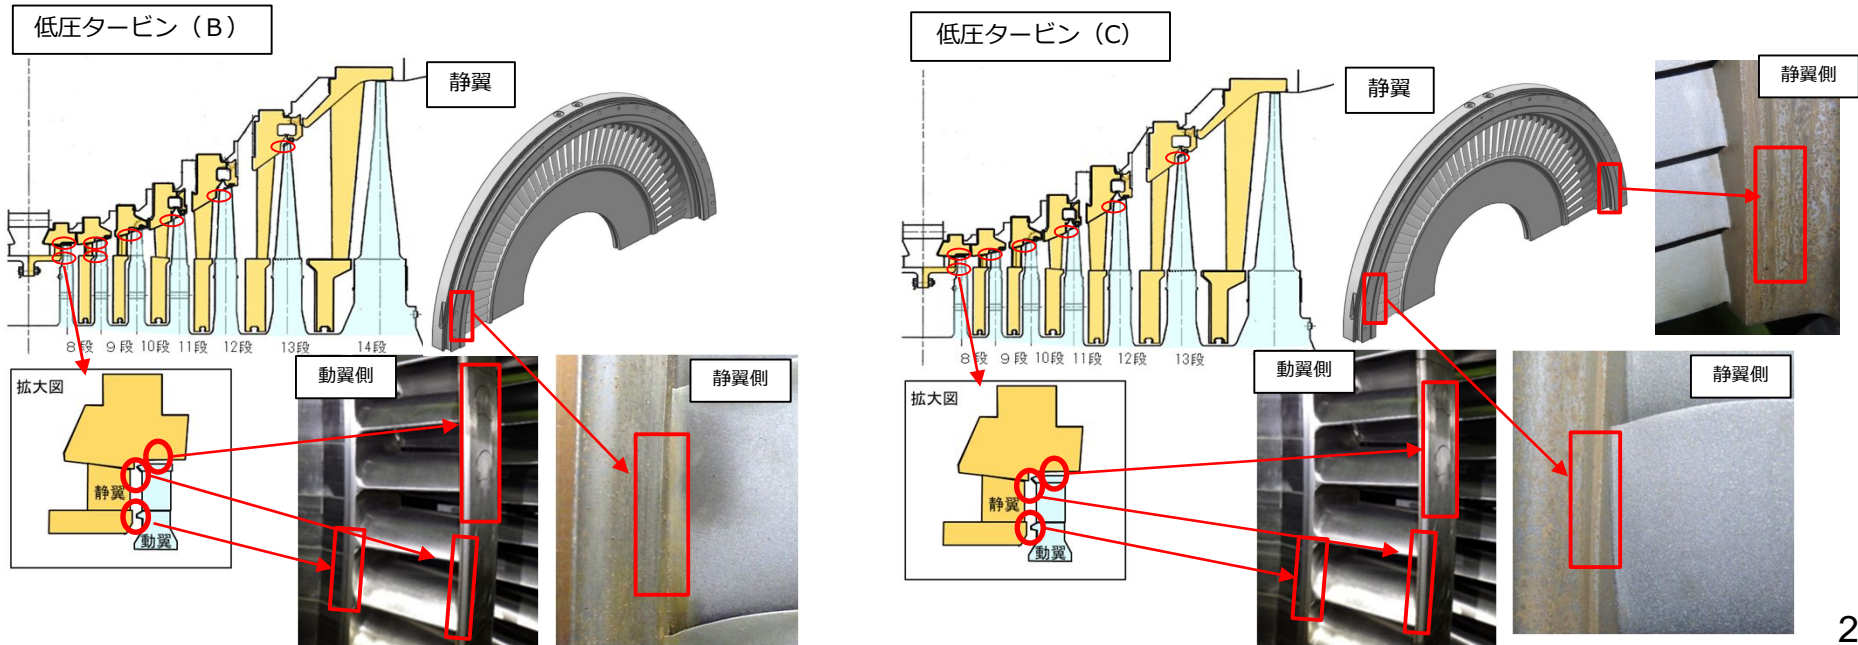 低圧タービン（B）
静翼
8段 9段 10段 11段 12段 13段 14段
拡大図
静翼
動翼
動翼側
静翼側
低圧タービン（C）
静翼
静翼側
8段 9段 10段 11段 12段 13段
拡大図
静翼
動翼
動翼側
静翼側
2